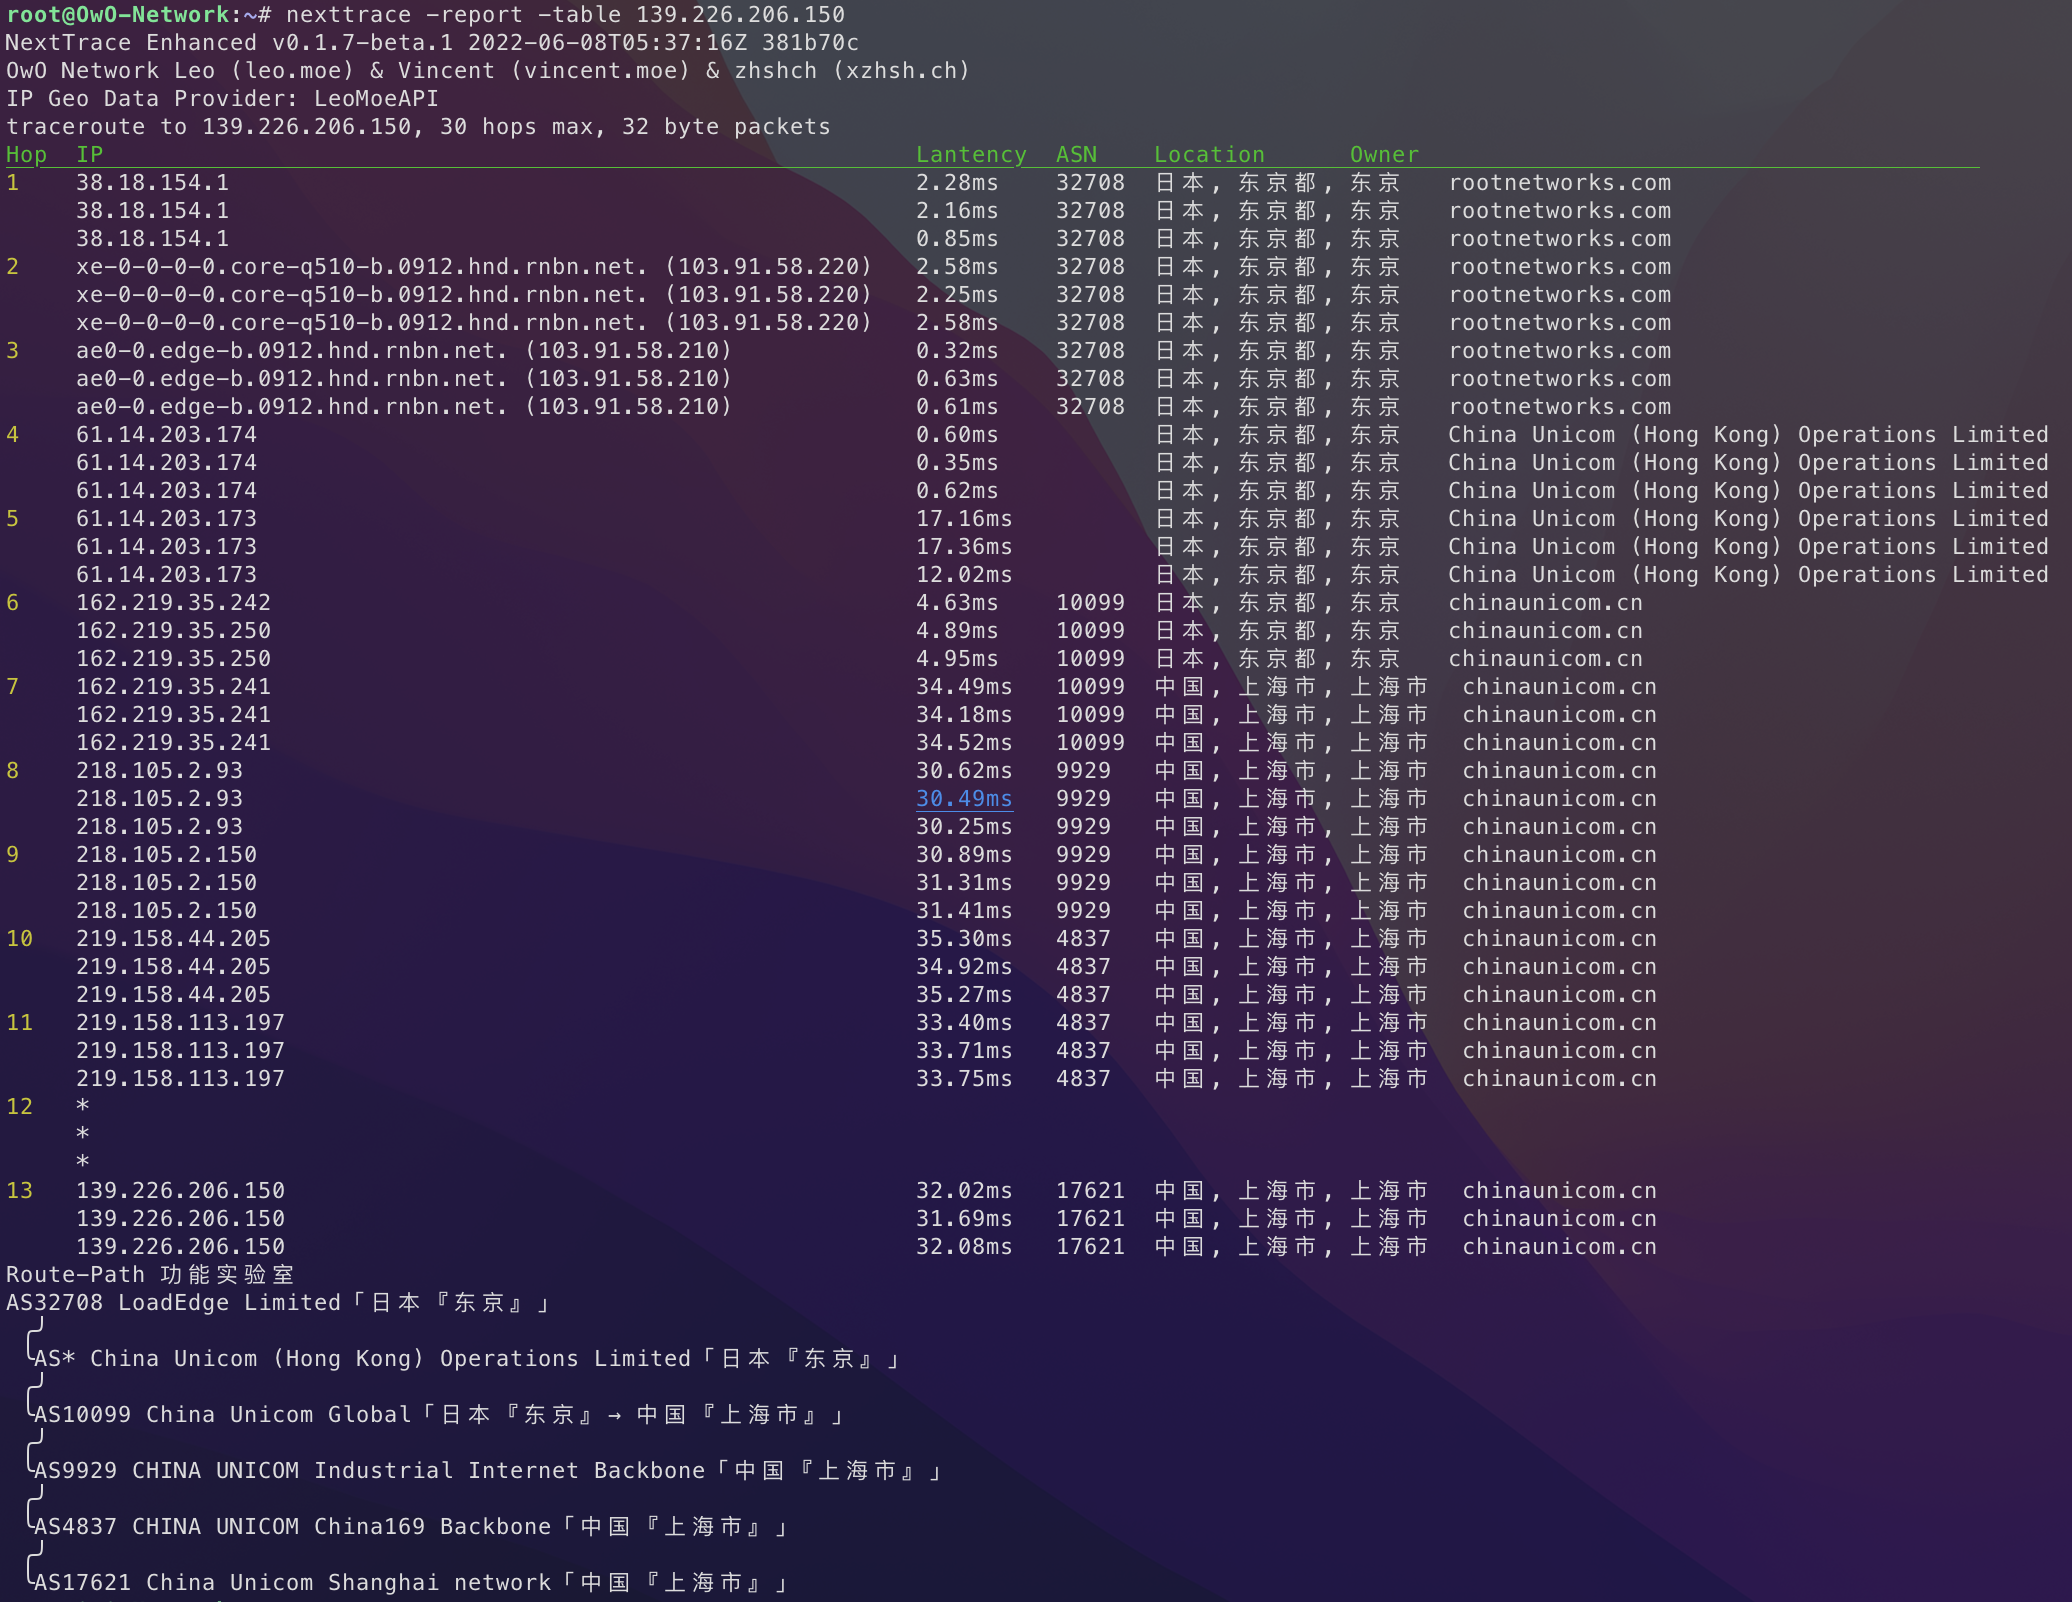 root@OwO-Network:~# nexttrace -report -table 139.226.206.150
NextTrace Enhanced v0.1.7-beta.1 2022-06-08T05:37:16Z 381b70c
OwO Network Leo (leo.moe) & Vincent (vincent.moe) & zhshch (xzhsh.ch)
IP Geo Data Provider: LeoMoeAPI
traceroute to 139.226.206.150, 30 hops max, 32 byte packets
Hop IP Lantency ASN Location Owner
1 38.18.154.1 2.28ms 32708 日本, 东京都, 东京 rootnetworks.com
38.18.154.1 2.16ms 32708 日本, 东京都, 东京 rootnetworks.com
38.18.154.1 0.85ms 32708 日本, 东京都, 东京 rootnetworks.com
2 xe-0-0-0-0.core-q510-b.0912.hnd.rnbn.net. (103.91.58.220) 2.58ms 32708 日本, 东京都, 东京 rootnetworks.com
xe-0-0-0-0.core-q510-b.0912.hnd.rnbn.net. (103.91.58.220) 2.25ms 32708 日本, 东京都, 东京 rootnetworks.com
xe-0-0-0-0.core-q510-b.0912.hnd.rnbn.net. (103.91.58.220) 2.58ms 32708 日本, 东京都, 东京 rootnetworks.com
3 ae0-0.edge-b.0912.hnd.rnbn.net. (103.91.58.210) 0.32ms 32708 日本, 东京都, 东京 rootnetworks.com
ae0-0.edge-b.0912.hnd.rnbn.net. (103.91.58.210) 0.63ms 32708 日本, 东京都, 东京 rootnetworks.com
ae0-0.edge-b.0912.hnd.rnbn.net. (103.91.58.210) 0.61ms 32708 日本, 东京都, 东京 rootnetworks.com
4 61.14.203.174 0.60ms 日本, 东京都, 东京 China Unicom (Hong Kong) Operations Limited
61.14.203.174 0.35ms 日本, 东京都, 东京 China Unicom (Hong Kong) Operations Limited
61.14.203.174 0.62ms 日本, 东京都, 东京 China Unicom (Hong Kong) Operations Limited
5 61.14.203.173 17.16ms 日本, 东京都, 东京 China Unicom (Hong Kong) Operations Limited
61.14.203.173 17.36ms 日本, 东京都, 东京 China Unicom (Hong Kong) Operations Limited
61.14.203.173 12.02ms 日本, 东京都, 东京 China Unicom (Hong Kong) Operations Limited
6 162.219.35.242 4.63ms 10099 日本, 东京都, 东京 chinaunicom.cn
162.219.35.250 4.89ms 10099 日本, 东京都, 东京 chinaunicom.cn
162.219.35.250 4.95ms 10099 日本, 东京都, 东京 chinaunicom.cn
7 162.219.35.241 34.49ms 10099 中国, 上海市, 上海市 chinaunicom.cn
162.219.35.241 34.18ms 10099 中国, 上海市, 上海市 chinaunicom.cn
162.219.35.241 34.52ms 10099 中国, 上海市, 上海市 chinaunicom.cn
8 218.105.2.93 30.62ms 9929 中国, 上海市, 上海市 chinaunicom.cn
218.105.2.93 30.49ms 9929 中国, 上海市, 上海市 chinaunicom.cn
218.105.2.93 30.25ms 9929 中国, 上海市, 上海市 chinaunicom.cn
9 218.105.2.150 30.89ms 9929 中国, 上海市, 上海市 chinaunicom.cn
218.105.2.150 31.31ms 9929 中国, 上海市, 上海市 chinaunicom.cn
218.105.2.150 31.41ms 9929 中国, 上海市, 上海市 chinaunicom.cn
10 219.158.44.205 35.30ms 4837 中国, 上海市, 上海市 chinaunicom.cn
219.158.44.205 34.92ms 4837 中国, 上海市, 上海市 chinaunicom.cn
219.158.44.205 35.27ms 4837 中国, 上海市, 上海市 chinaunicom.cn
11 219.158.113.197 33.40ms 4837 中国, 上海市, 上海市 chinaunicom.cn
219.158.113.197 33.71ms 4837 中国, 上海市, 上海市 chinaunicom.cn
219.158.113.197 33.75ms 4837 中国, 上海市, 上海市 chinaunicom.cn
12 *
*
*
13 139.226.206.150 32.02ms 17621 中国, 上海市, 上海市 chinaunicom.cn
139.226.206.150 31.69ms 17621 中国, 上海市, 上海市 chinaunicom.cn
139.226.206.150 32.08ms 17621 中国, 上海市, 上海市 chinaunicom.cn
Route-Path 功能实验室
AS32708 LoadEdge Limited「日本『东京』」
AS* China Unicom (Hong Kong) Operations Limited「日本『东京』」
AS10099 China Unicom Global「日本『东京』→ 中国『上海市』」
AS9929 CHINA UNICOM Industrial Internet Backbone「中国『上海市』」
AS4837 CHINA UNICOM China169 Backbone「中国『上海市』」
AS17621 China Unicom Shanghai network「中国『上海市』」